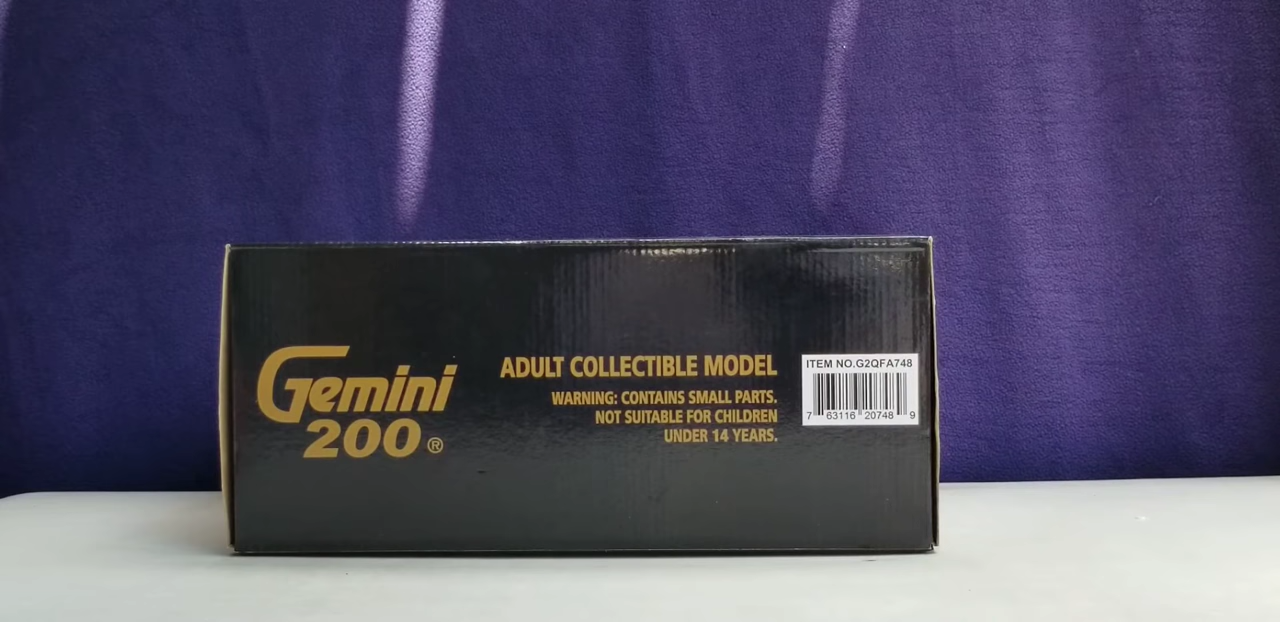 Gemini
200®
ADULT COLLECTIBLE MODEL
WARNING: CONTAINS SMALL PARTS.
NOT SUITABLE FOR CHILDREN
UNDER 14 YEARS.
ITEM NO.G2QFA748
7 63116 20748 9